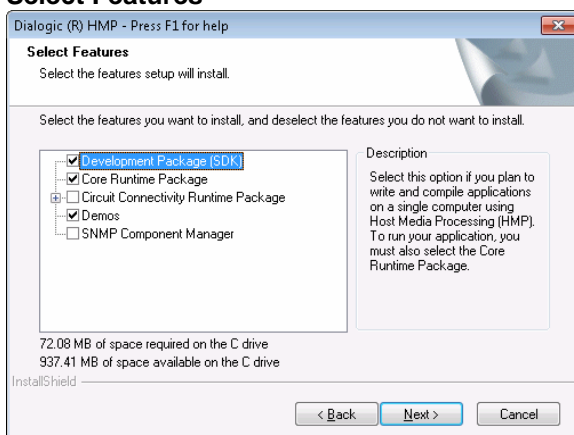 Select Features
Dialogic (R) HMP - Press F1 for help
Select Features
Select the features setup will install.
Select the features you want to install, and deselect the features you do not want to install.
Development Package (SDK)
Core Runtime Package
Circuit Connectivity Runtime Package
Demos
SNMP Component Manager
Description
Select this option if you plan to
write and compile applications
on a single computer using
Host Media Processing (HMP).
To run your application, you
must also select the Core
Runtime Package.
72.08 MB of space required on the C drive
937.41 MB of space available on the C drive
InstallShield
< Back
Next >
Cancel